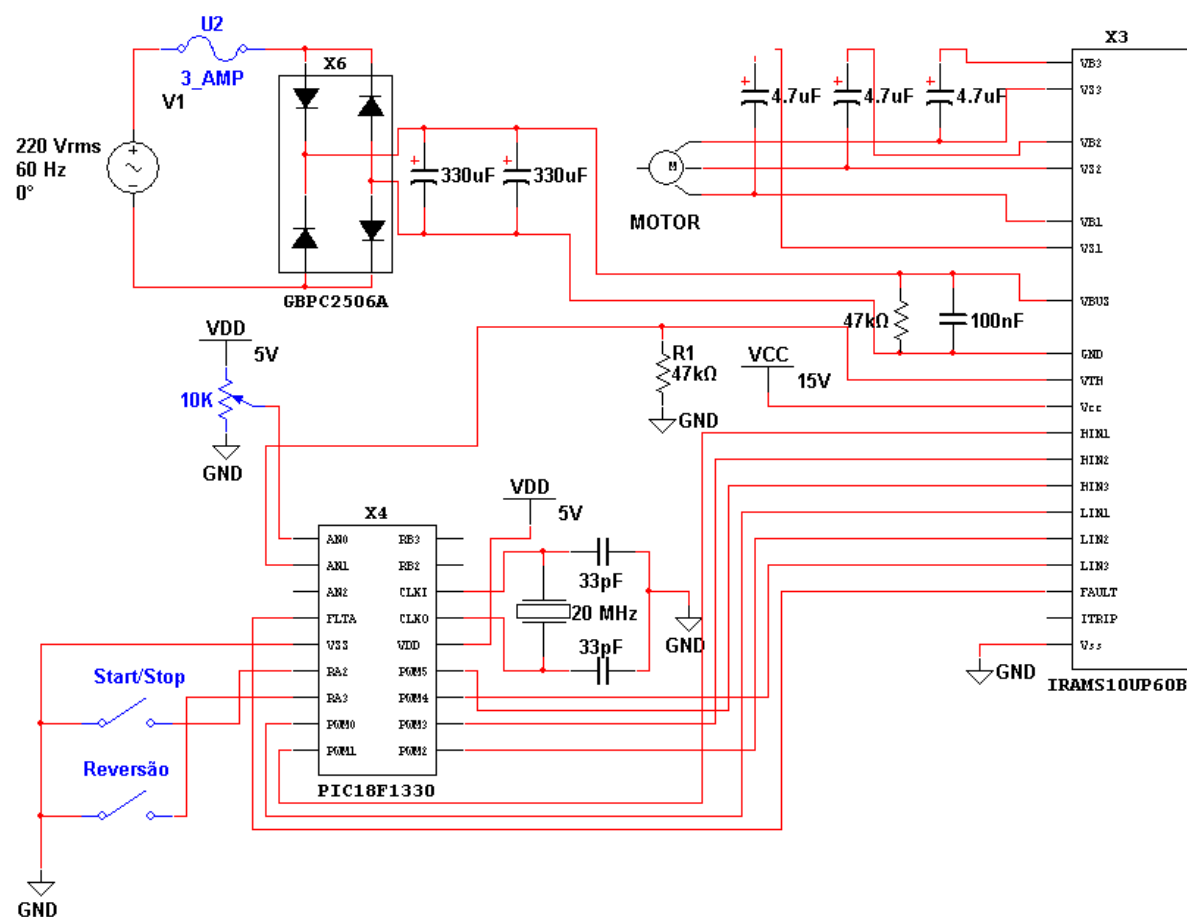 U2
3_AMP
V1
220 Vrms
60 Hz
0°
X6
GBPC2506A
330uF
330uF
4.7uF
4.7uF
4.7uF
M
MOTOR
X3
VB3
VS3
VB2
VS2
VB1
VS1
VBUS
GND
VTH
Vcc
HIN1
HIN2
HIN3
LIN1
LIN2
LIN3
FAULT
ITRIP
Vss
IRAMS10UP60B
47kΩ
100nF
R1
47kΩ
GND
VCC
15V
VDD
5V
10K
GND
VDD
5V
X4
AN0
AN1
AN2
FLTA
VSS
RA2
RA3
PWM0
PWM1
RB3
RB2
CLKI
CLKO
VDD
PWM5
PWM4
PWM3
PWM2
PIC18F1330
33pF
20 MHz
33pF
GND
GND
Start/Stop
Reversão
GND